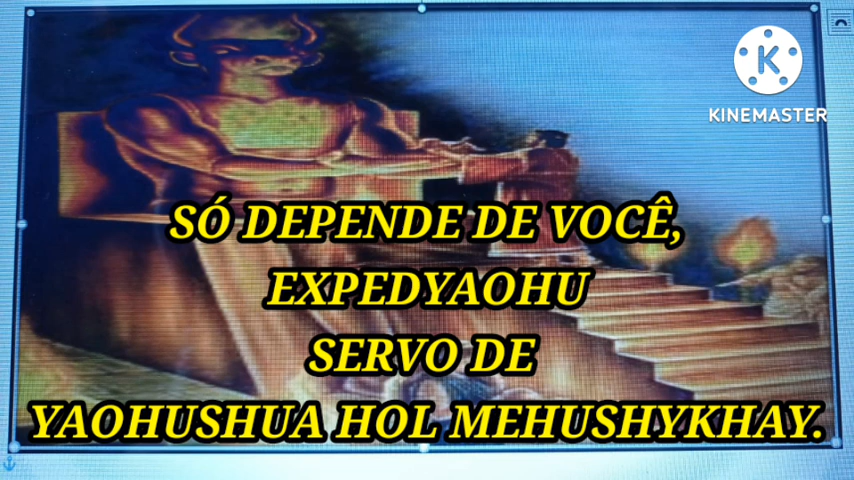 KINEMASTER
SÓ DEPENDE DE VOCÊ,
EXPEDYAOHU
SERVO DE
YAOHUSHUA HOL MEHUSHYKHAY.